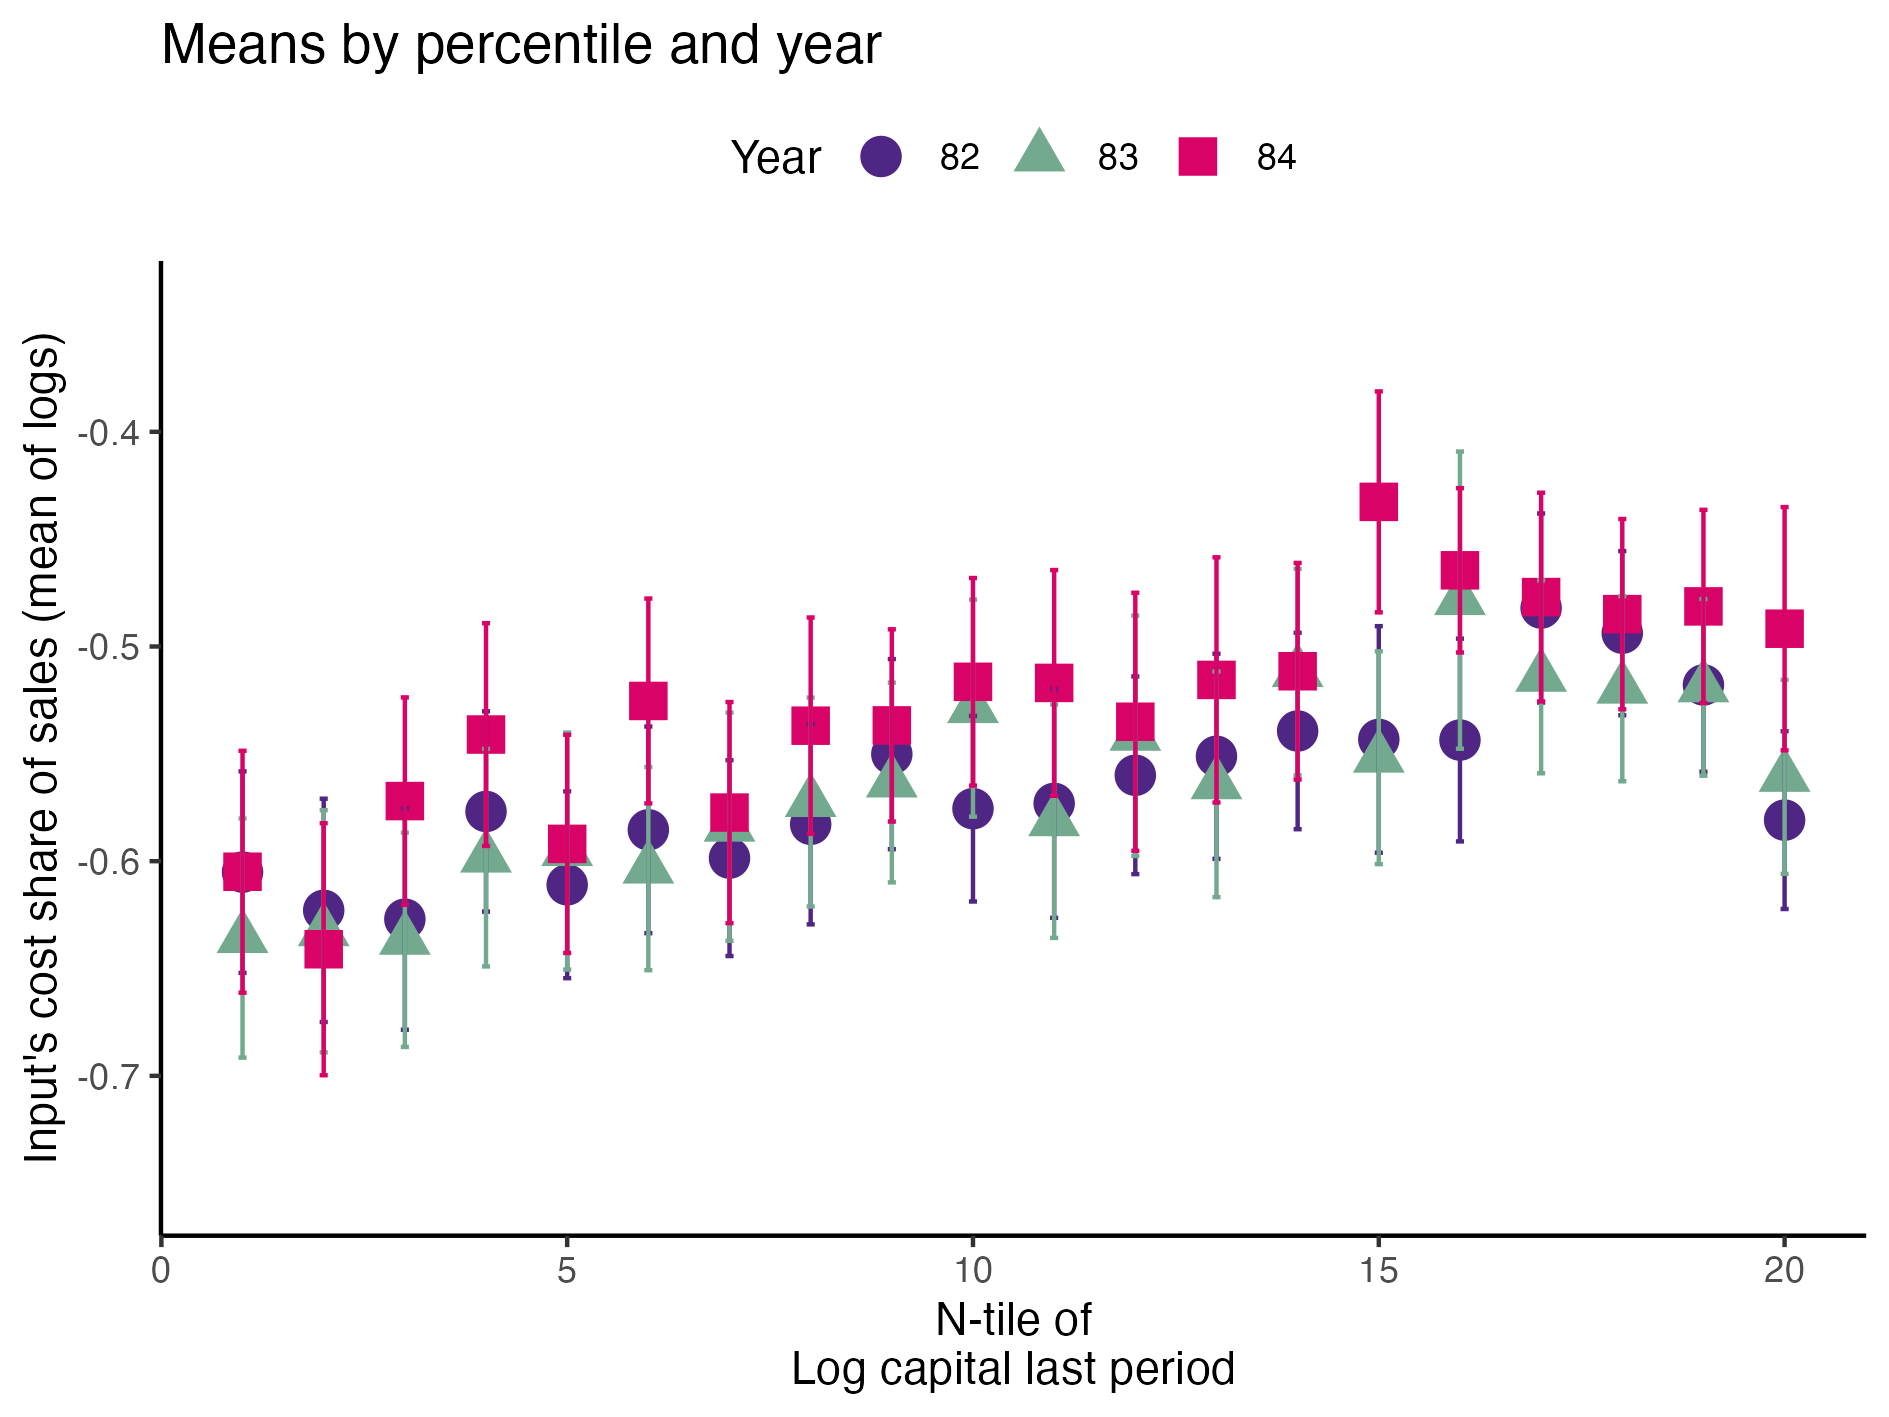 Means by percentile and year
Year 82 83 84
Input's cost share of sales (mean of logs)
-0.4
-0.5
-0.6
-0.7
0 5 10 15 20
N-tile of
Log capital last period